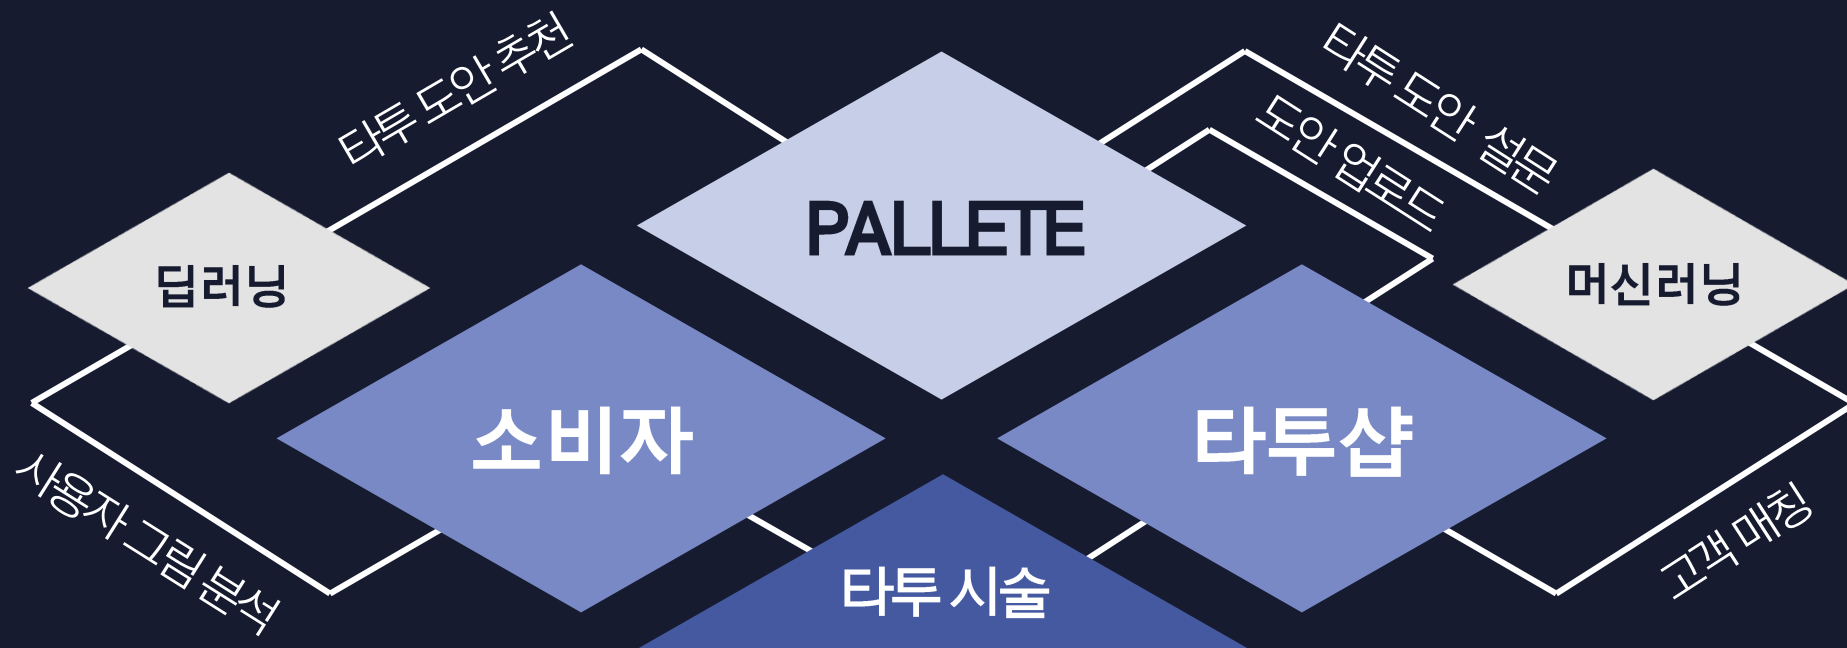 타투 도안 추천
타투 도안 설문
도안 업로드
PALLETE
딥러닝
머신러닝
소비자
타투샵
사용자 그림 분석
고객 매칭
타투 시술